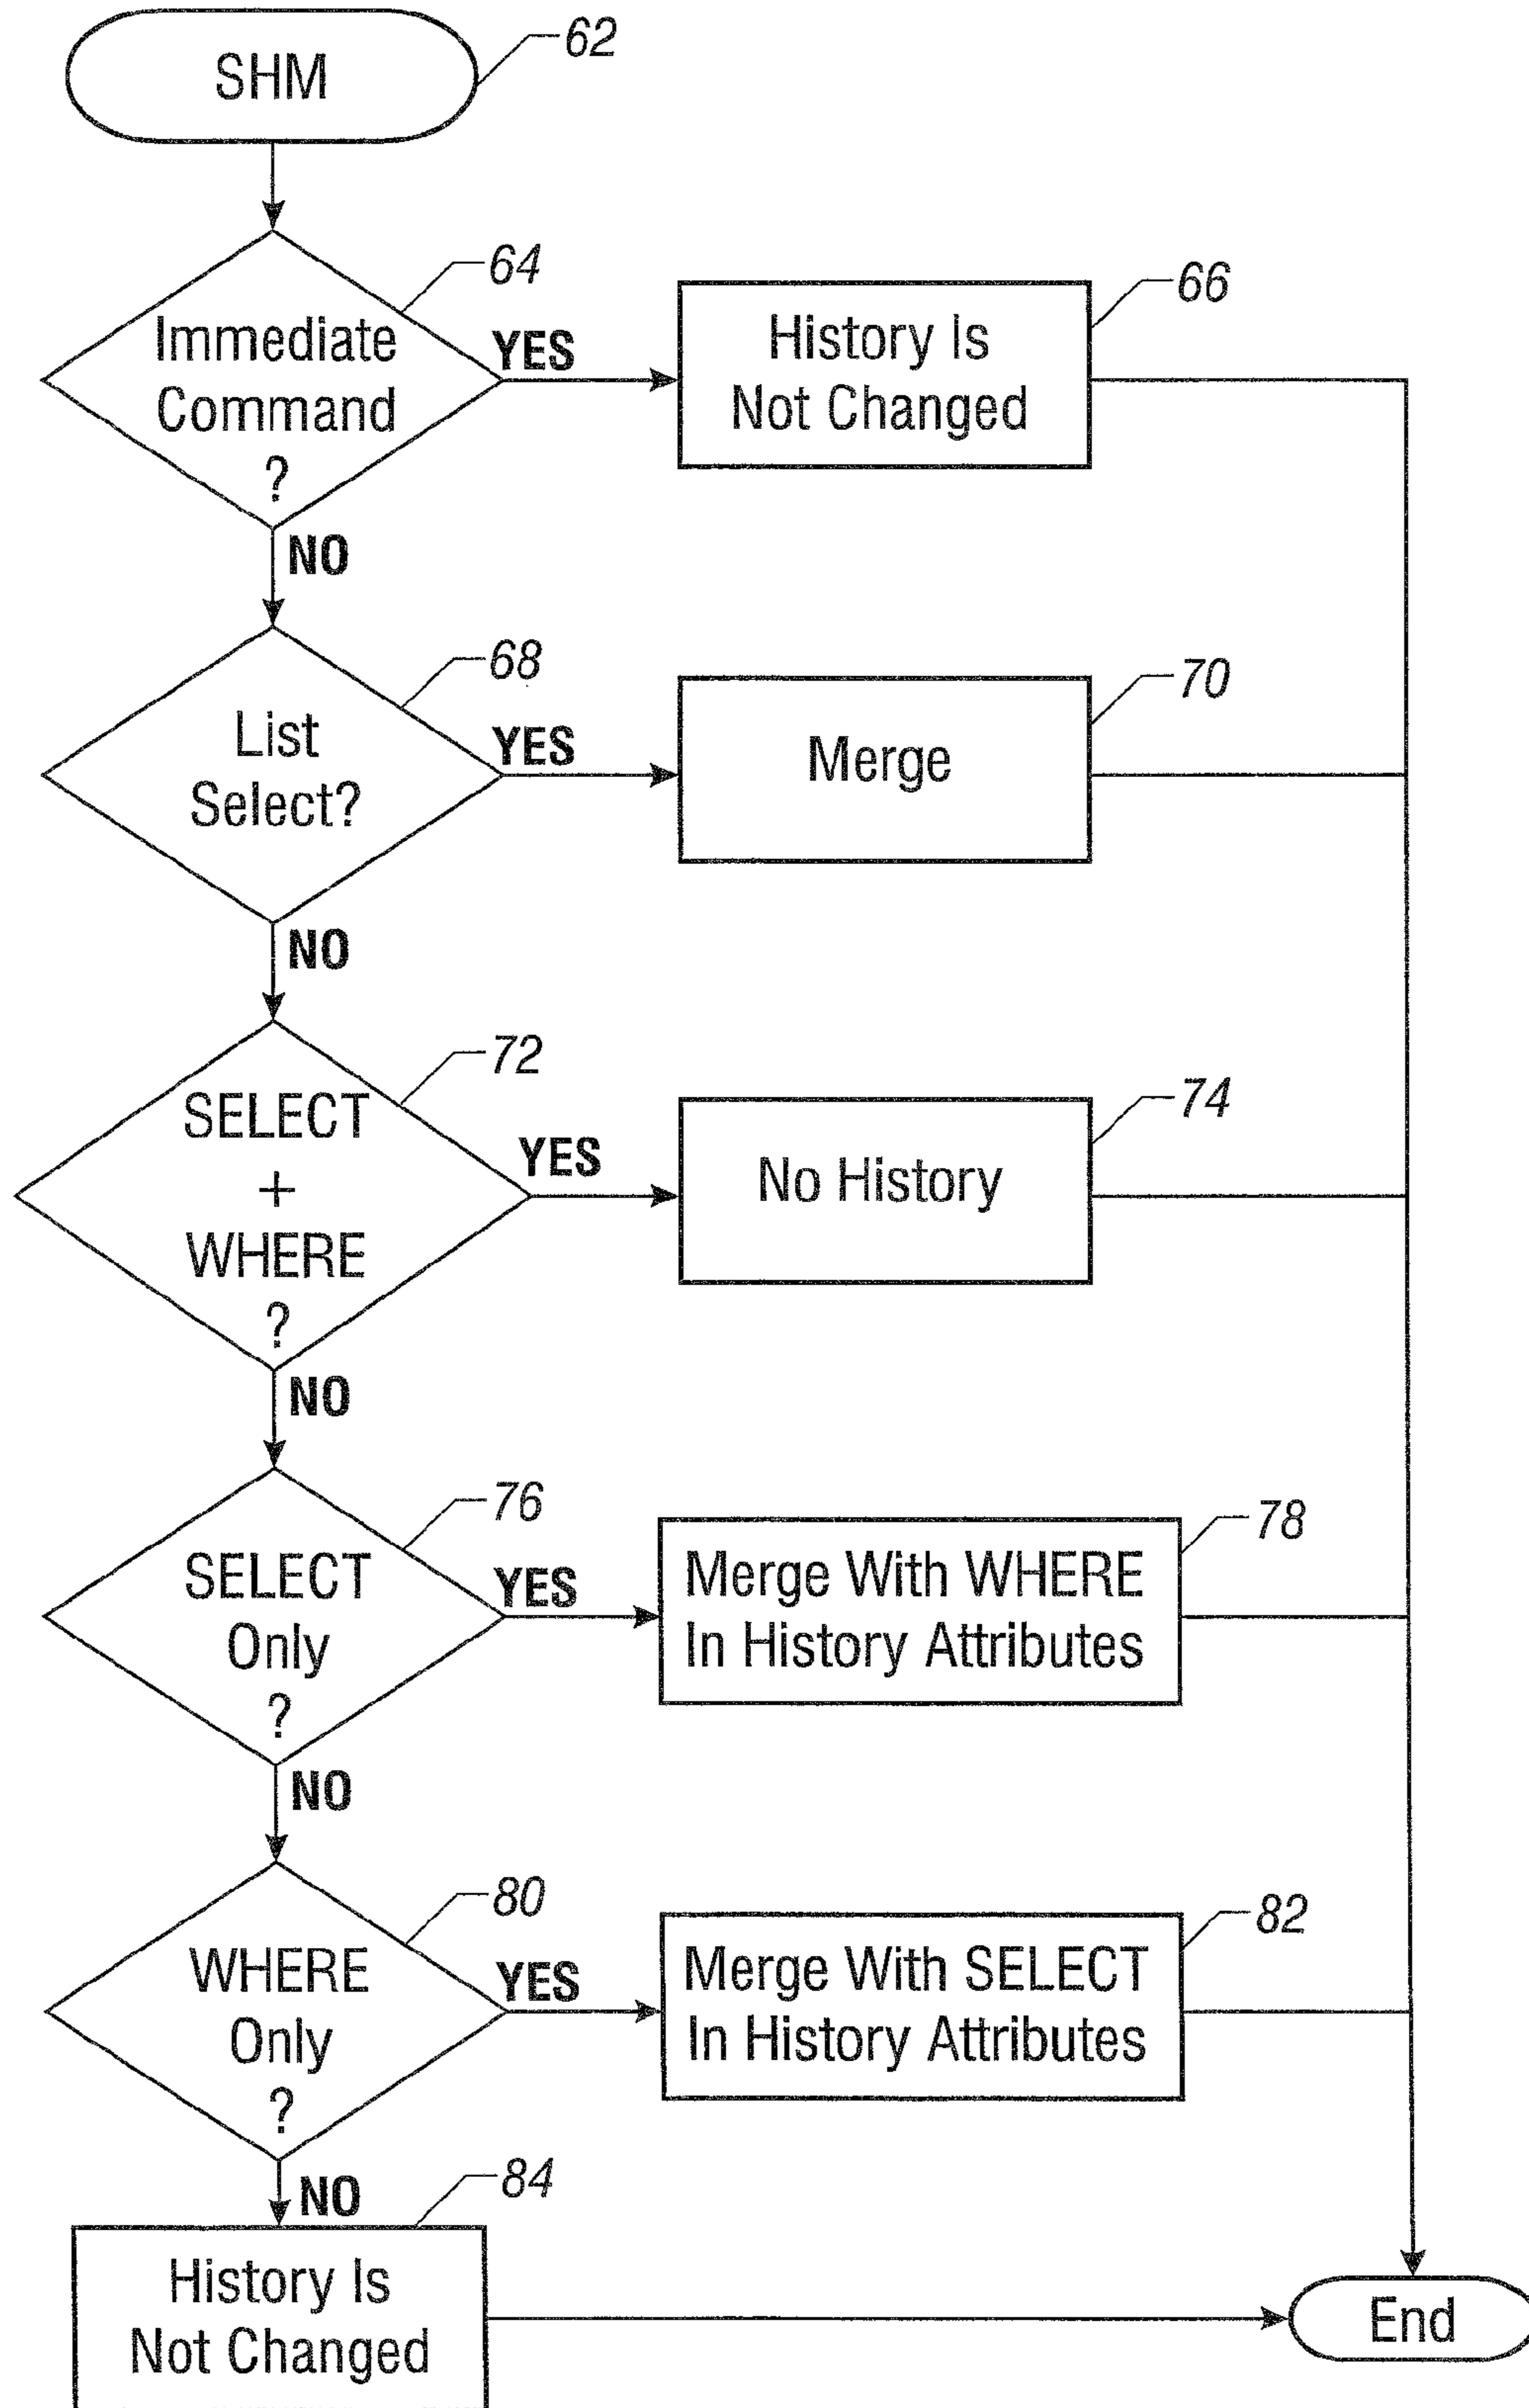 SHM
62
Immediate
Command
?
64
YES
History Is
Not Changed
66
NO
List
Select?
68
YES
Merge
70
NO
SELECT
+
WHERE
?
72
YES
No History
74
NO
SELECT
Only
?
76
YES
Merge With WHERE
In History Attributes
78
NO
WHERE
Only
?
80
YES
Merge With SELECT
In History Attributes
82
NO
84
History Is
Not Changed
End